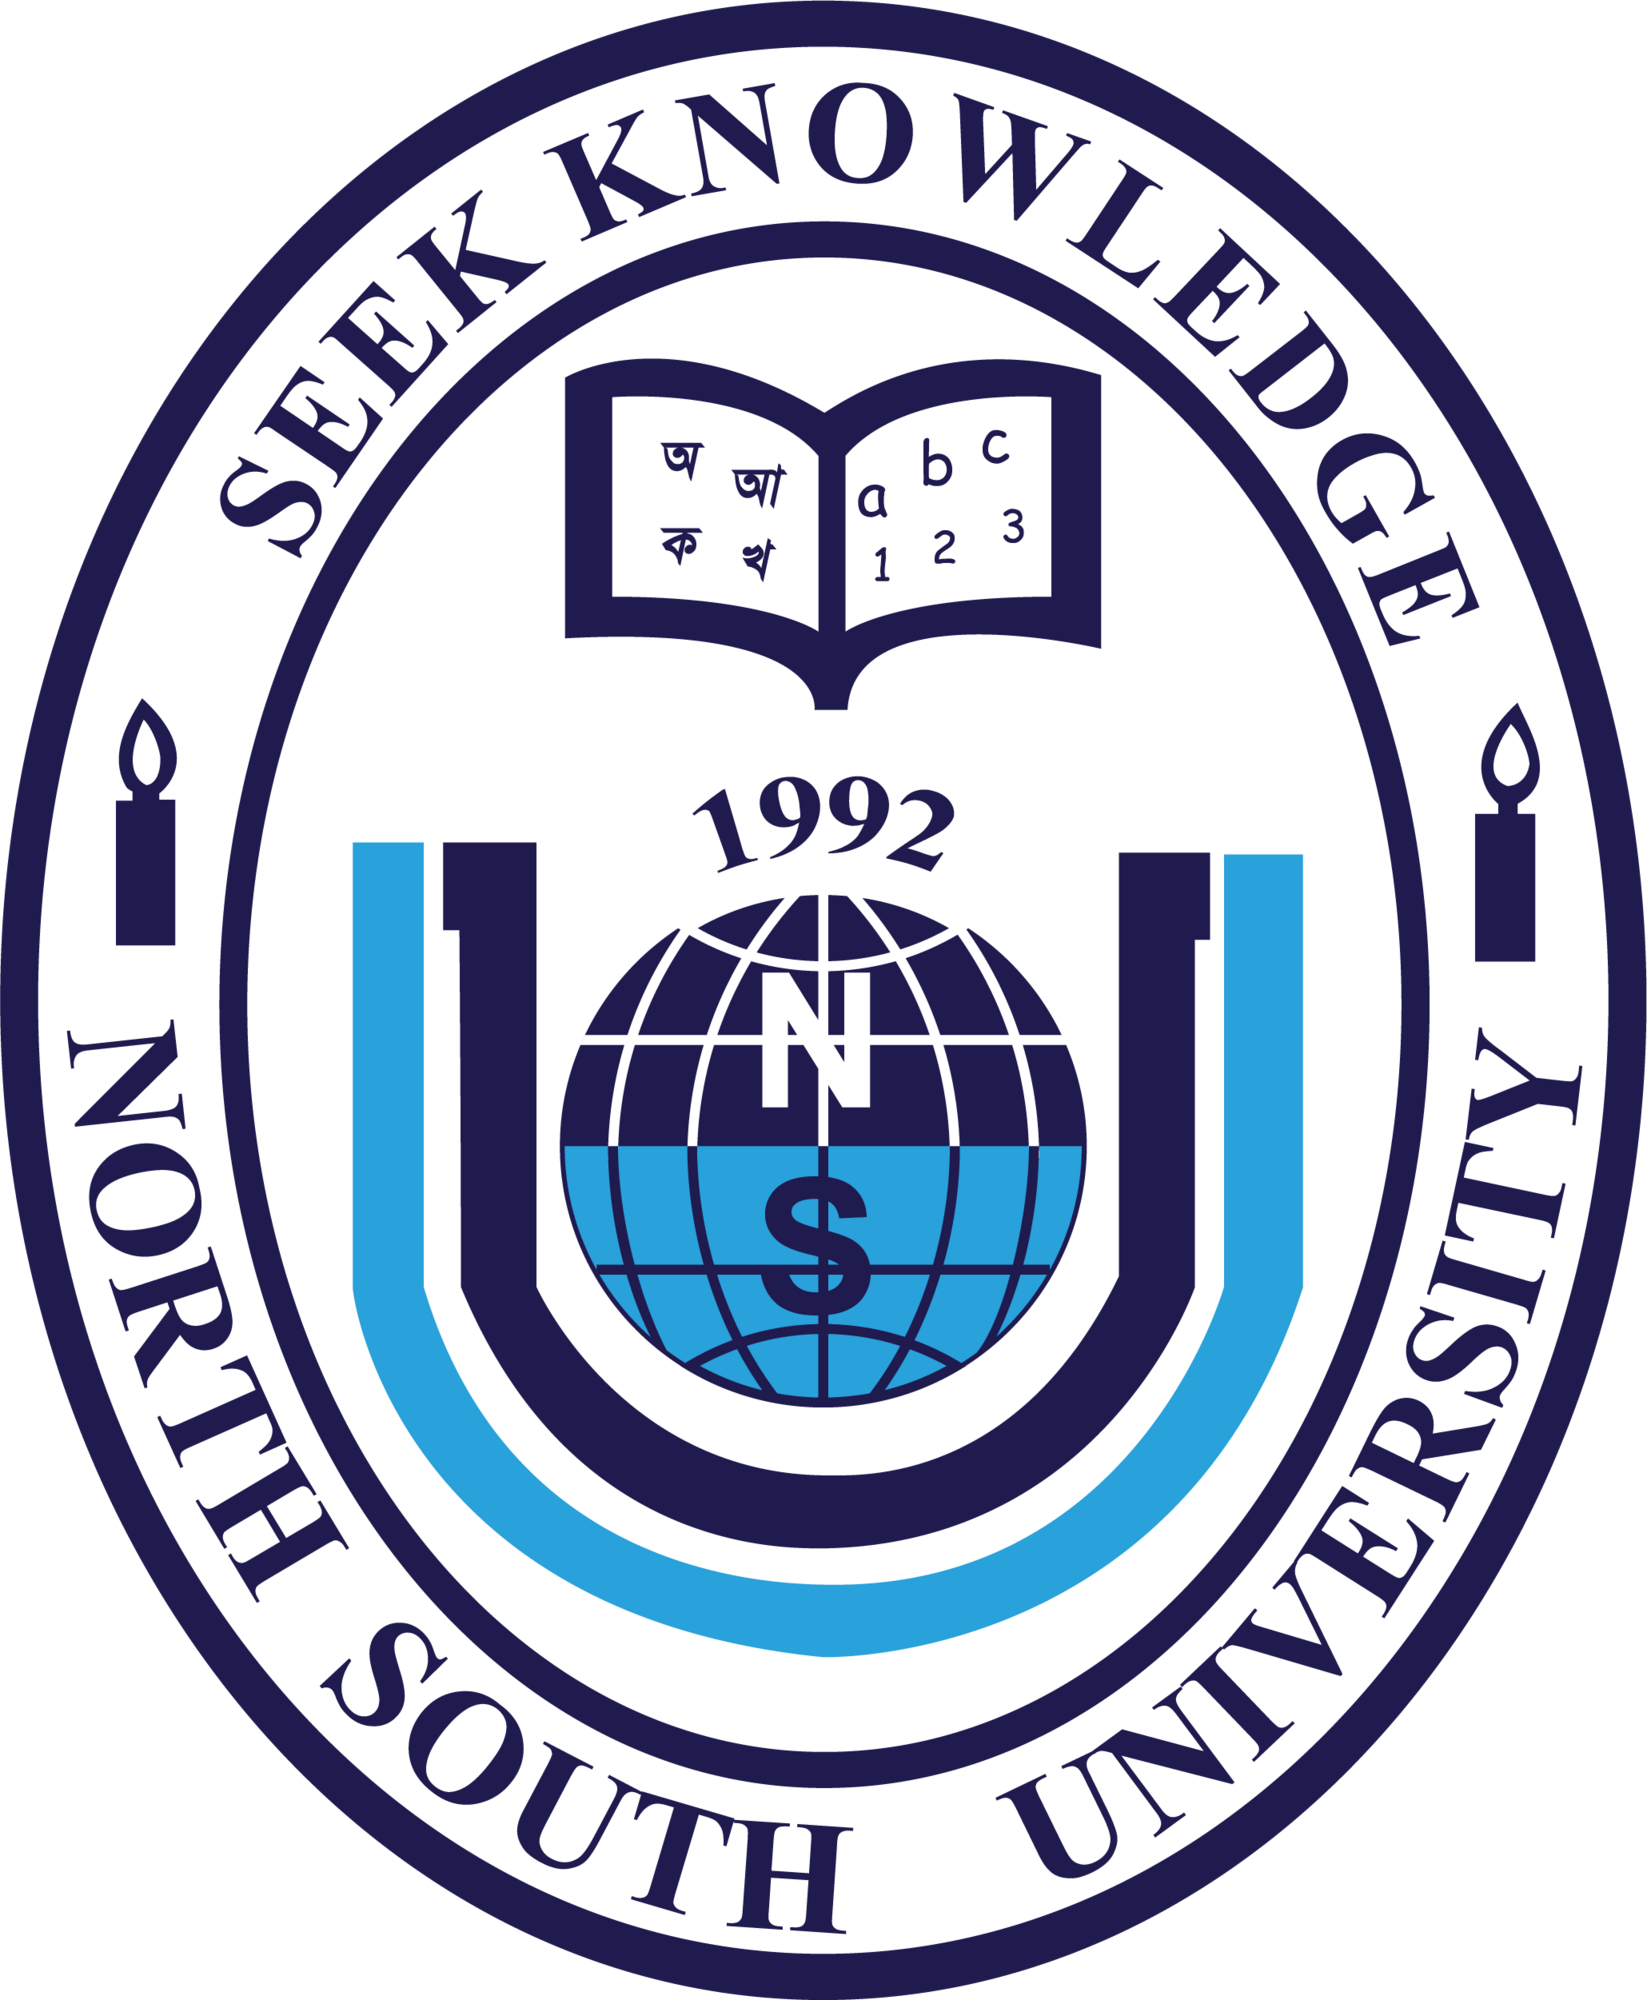 SEEK KNOWLEDGE
অ আ
ক খ
a b c
1 2 3
1992
N
S
NORTH SOUTH UNIVERSITY